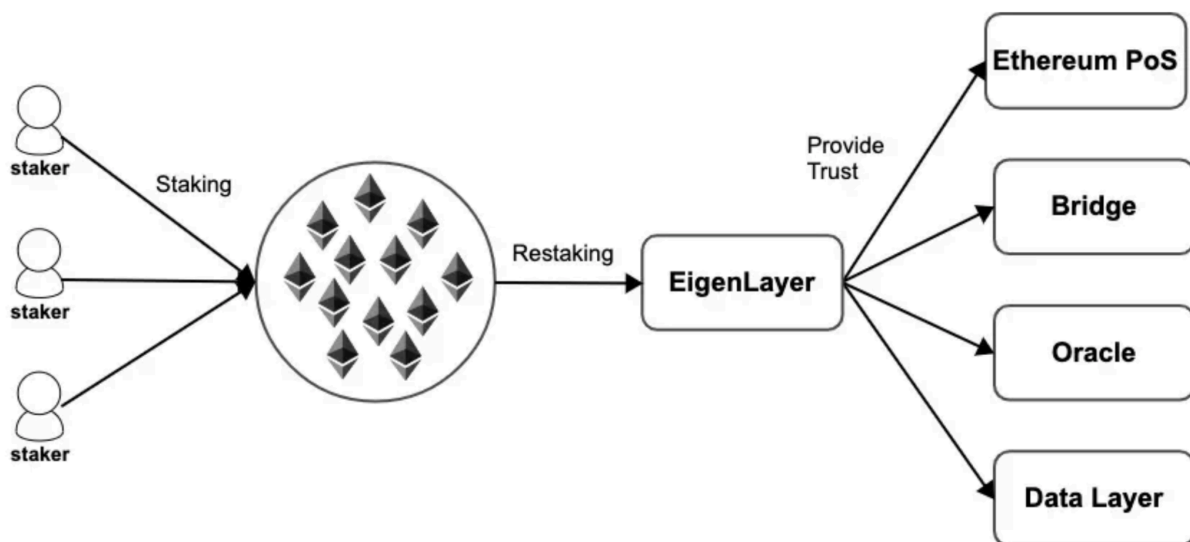 staker
staker
staker
Staking
Restaking
EigenLayer
Provide
Trust
Ethereum PoS
Bridge
Oracle
Data Layer